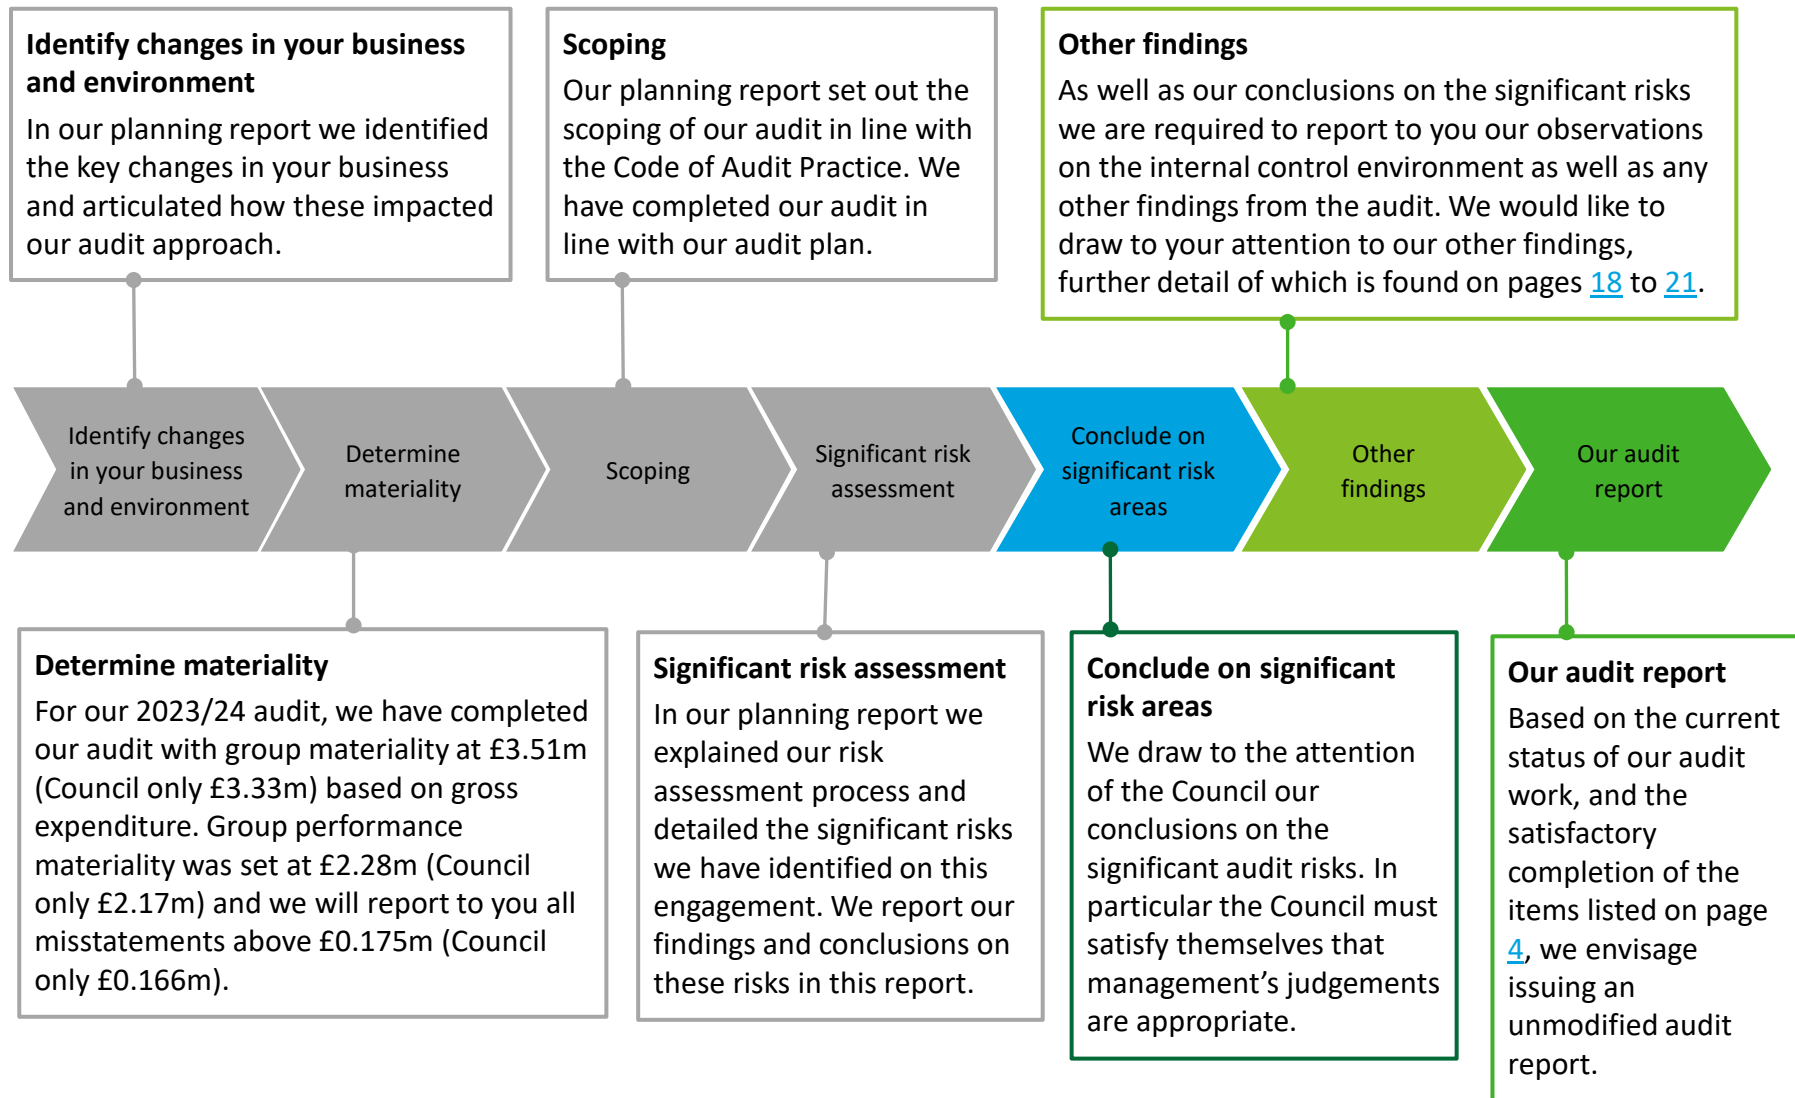 Identify changes in your business
and environment
In our planning report we identified
the key changes in your business
and articulated how these impacted
our audit approach.
Scoping
Our planning report set out the
scoping of our audit in line with
the Code of Audit Practice. We
have completed our audit in
line with our audit plan.
Other findings
As well as our conclusions on the significant risks
we are required to report to you our observations
on the internal control environment as well as any
other findings from the audit. We would like to
draw to your attention to our other findings,
further detail of which is found on pages 18 to 21.
Identify changes
in your business
and environment
Determine
materiality
Scoping
Significant risk
assessment
Conclude on
significant risk
areas
Other
findings
Our audit
report
Determine materiality
For our 2023/24 audit, we have completed
our audit with group materiality at £3.51m
(Council only £3.33m) based on gross
expenditure. Group performance
materiality was set at £2.28m (Council
only £2.17m) and we will report to you all
misstatements above £0.175m (Council
only £0.166m).
Significant risk assessment
In our planning report we
explained our risk
assessment process and
detailed the significant risks
we have identified on this
engagement. We report our
findings and conclusions on
these risks in this report.
Conclude on significant
risk areas
We draw to the attention
of the Council our
conclusions on the
significant audit risks. In
particular the Council must
satisfy themselves that
management’s judgements
are appropriate.
Our audit report
Based on the current
status of our audit
work, and the
satisfactory
completion of the
items listed on page
4, we envisage
issuing an
unmodified audit
report.